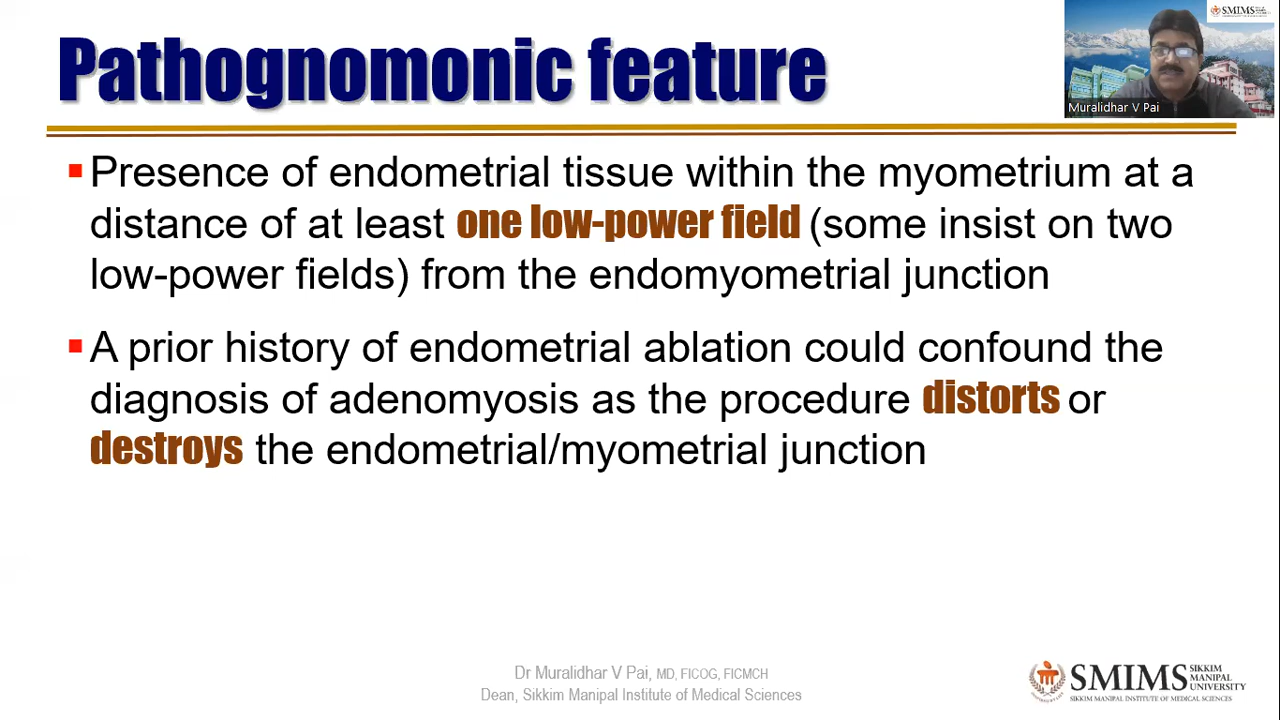 Pathognomonic feature
SMIMS
Muralidhar V Pai
Presence of endometrial tissue within the myometrium at a
distance of at least one low-power field (some insist on two
low-power fields) from the endomyometrial junction
A prior history of endometrial ablation could confound the
diagnosis of adenomyosis as the procedure distorts or
destroys the endometrial/myometrial junction
Dr Muralidhar V Pai, MD, FICOG, FICMCH
Dean, Sikkim Manipal Institute of Medical Sciences
SMIMS SIKKIM
MANIPAL
UNIVERSITY
SIKKIM MANIPAL INSTITUTE OF MEDICAL SCIENCES